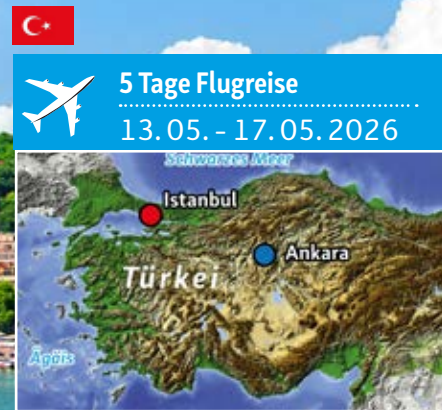 5 Tage Flugreise
13.05. - 17.05.2026
Schwarzes Meer
Istanbul
Ankara
Türkei
Ägäis